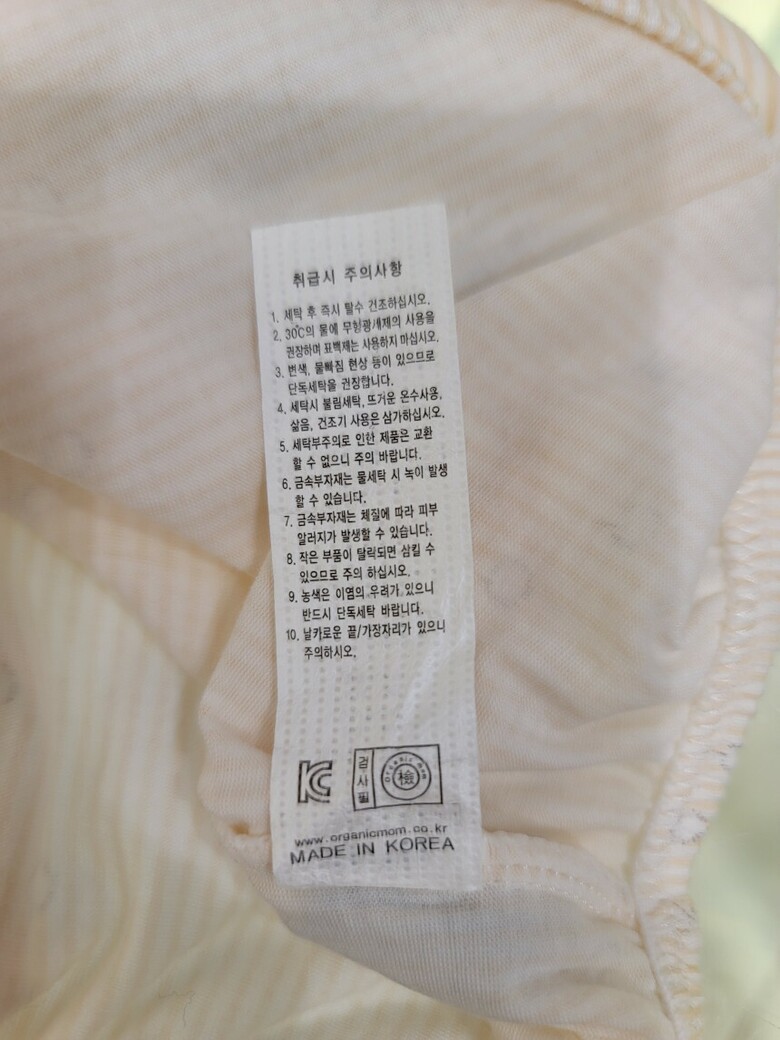 취급시 주의사항
1. 세탁 후 즉시 탈수 건조하십시오.
2. 30℃의 물에 무형광세제의 사용을
권장하며 표백제는 사용하지 마십시오.
3. 변색, 물빠짐 현상 등이 있으므로
단독세탁을 권장합니다.
4. 세탁시 불림세탁, 뜨거운 온수사용,
삶음, 건조기 사용은 삼가하십시오.
5. 세탁부주의로 인한 제품은 교환
할 수 없으니 주의 바랍니다.
6. 금속부자재는 물세탁 시 녹이 발생
할 수 있습니다.
7. 금속부자재는 체질에 따라 피부
알러지가 발생할 수 있습니다.
8. 작은 부품이 탈락되면 삼킬 수
있으므로 주의 하십시오.
9. 농색은 이염의 우려가 있으니
반드시 단독세탁 바랍니다.
10. 날카로운 끝/가장자리가 있으니
주의하시오.
KC
검사필
Organic mom
檢
www.organicmom.co.kr
MADE IN KOREA